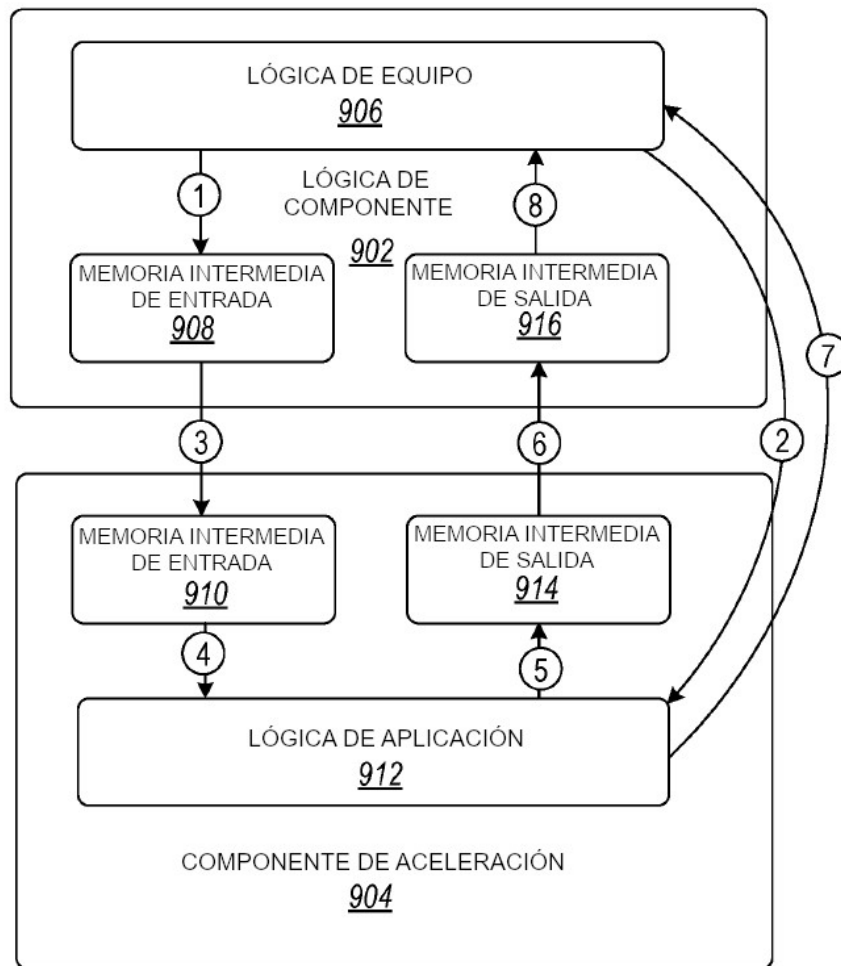 LÓGICA DE EQUIPO
906
1
LÓGICA DE
COMPONENTE
902
8
MEMORIA INTERMEDIA
DE ENTRADA
908
MEMORIA INTERMEDIA
DE SALIDA
916
7
3
6
2
MEMORIA INTERMEDIA
DE ENTRADA
910
MEMORIA INTERMEDIA
DE SALIDA
914
4
5
LÓGICA DE APLICACIÓN
912
COMPONENTE DE ACELERACIÓN
904